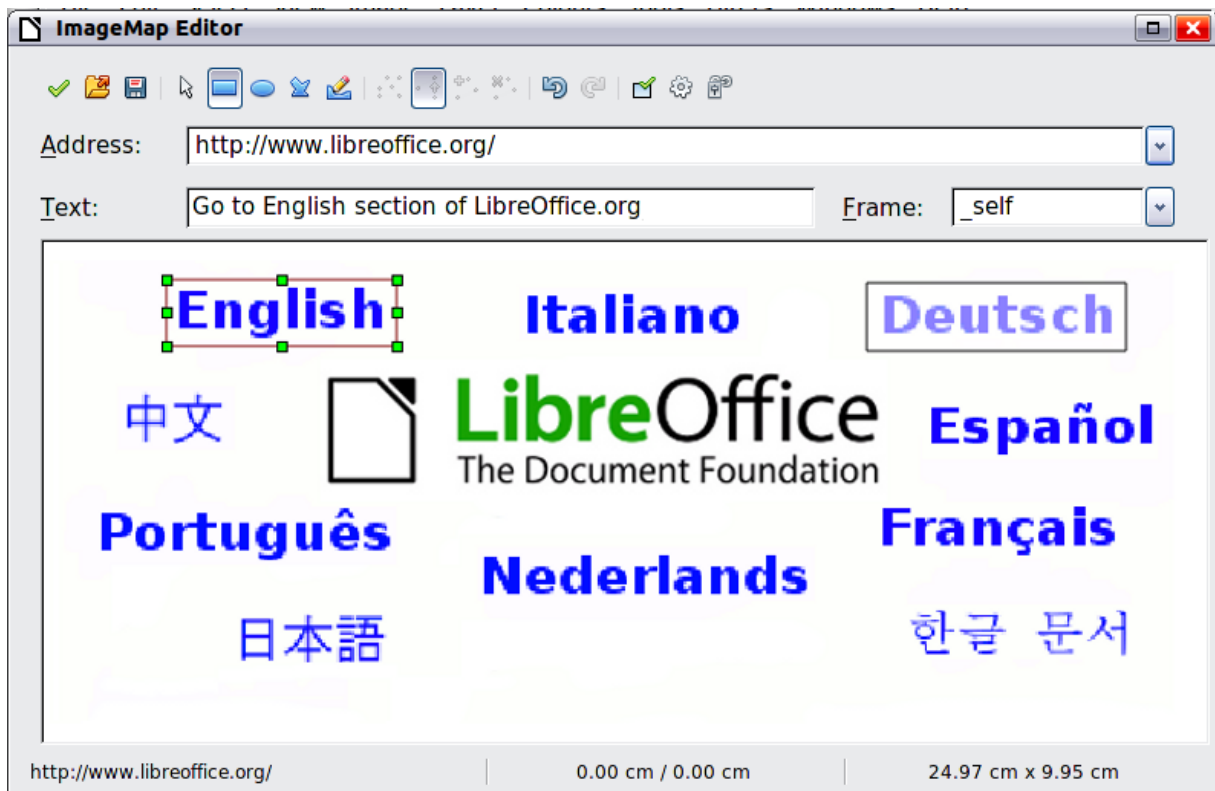 ImageMap Editor
Address: http://www.libreoffice.org/
Text: Go to English section of LibreOffice.org Frame: _self
English Italiano Deutsch
中文 LibreOffice Español
The Document Foundation
Português Français
Nederlands
日本語 한글 문서
http://www.libreoffice.org/ 0.00 cm / 0.00 cm 24.97 cm x 9.95 cm